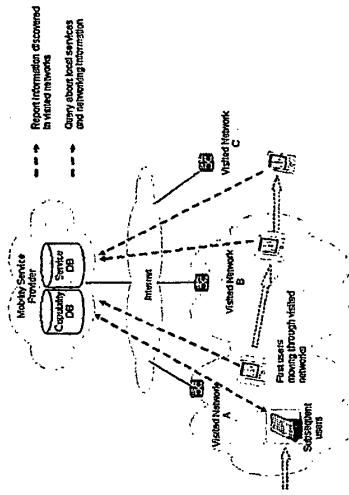 Report information discovered
in visited networks
Query about local services
and networking information
Mobility Service
Provider
Capability
DB
Service
DB
Internet
Visited Network
A
Visited Network
B
Visited Network
C
First users
moving through visited
networks
Subsequent
users